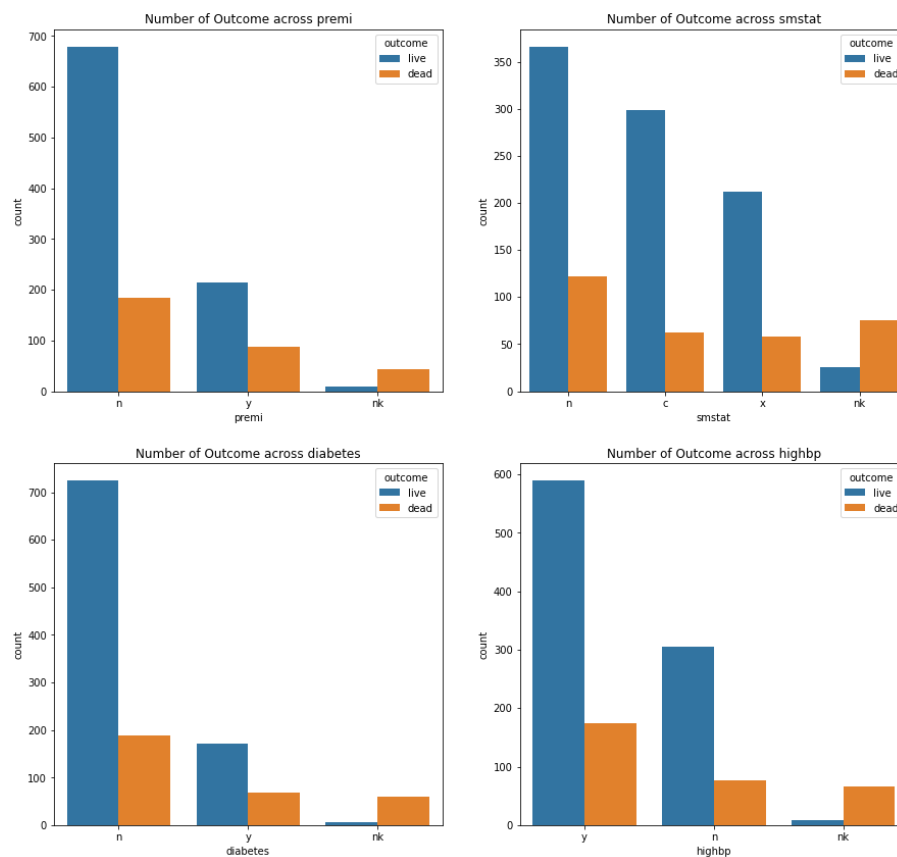 Number of Outcome across premi
700
600
500
400
300
200
100
0
count
n
y
nk
premi
outcome
live
dead
Number of Outcome across smstat
350
300
250
200
150
100
50
0
count
n
c
x
nk
smstat
outcome
live
dead
Number of Outcome across diabetes
700
600
500
400
300
200
100
0
count
n
y
nk
diabetes
outcome
live
dead
Number of Outcome across highbp
600
500
400
300
200
100
0
count
y
n
nk
highbp
outcome
live
dead